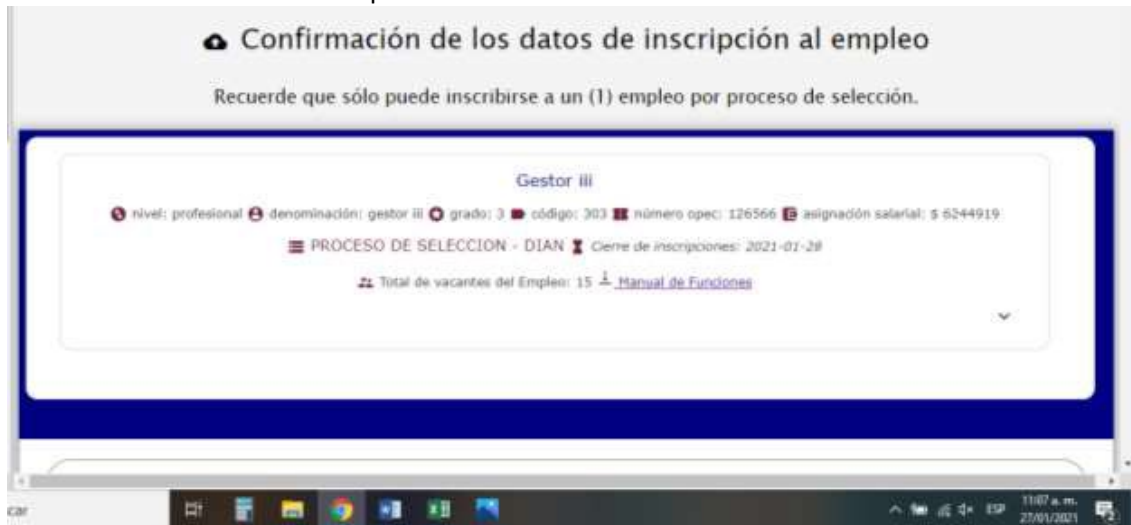 Confirmación de los datos de inscripción al empleo
Recuerde que sólo puede inscribirse a un (1) empleo por proceso de selección.
Gestor iii
nivel: profesional denominación: gestor iii grado: 3 código: 303 número opec: 126566 asignación salarial: $ 6244919
PROCESO DE SELECCION - DIAN Cierre de inscripciones: 2021-01-28
Total de vacantes del Empleo: 15 Manual de Funciones
car
ESP
11:07 a. m.
27/01/2021